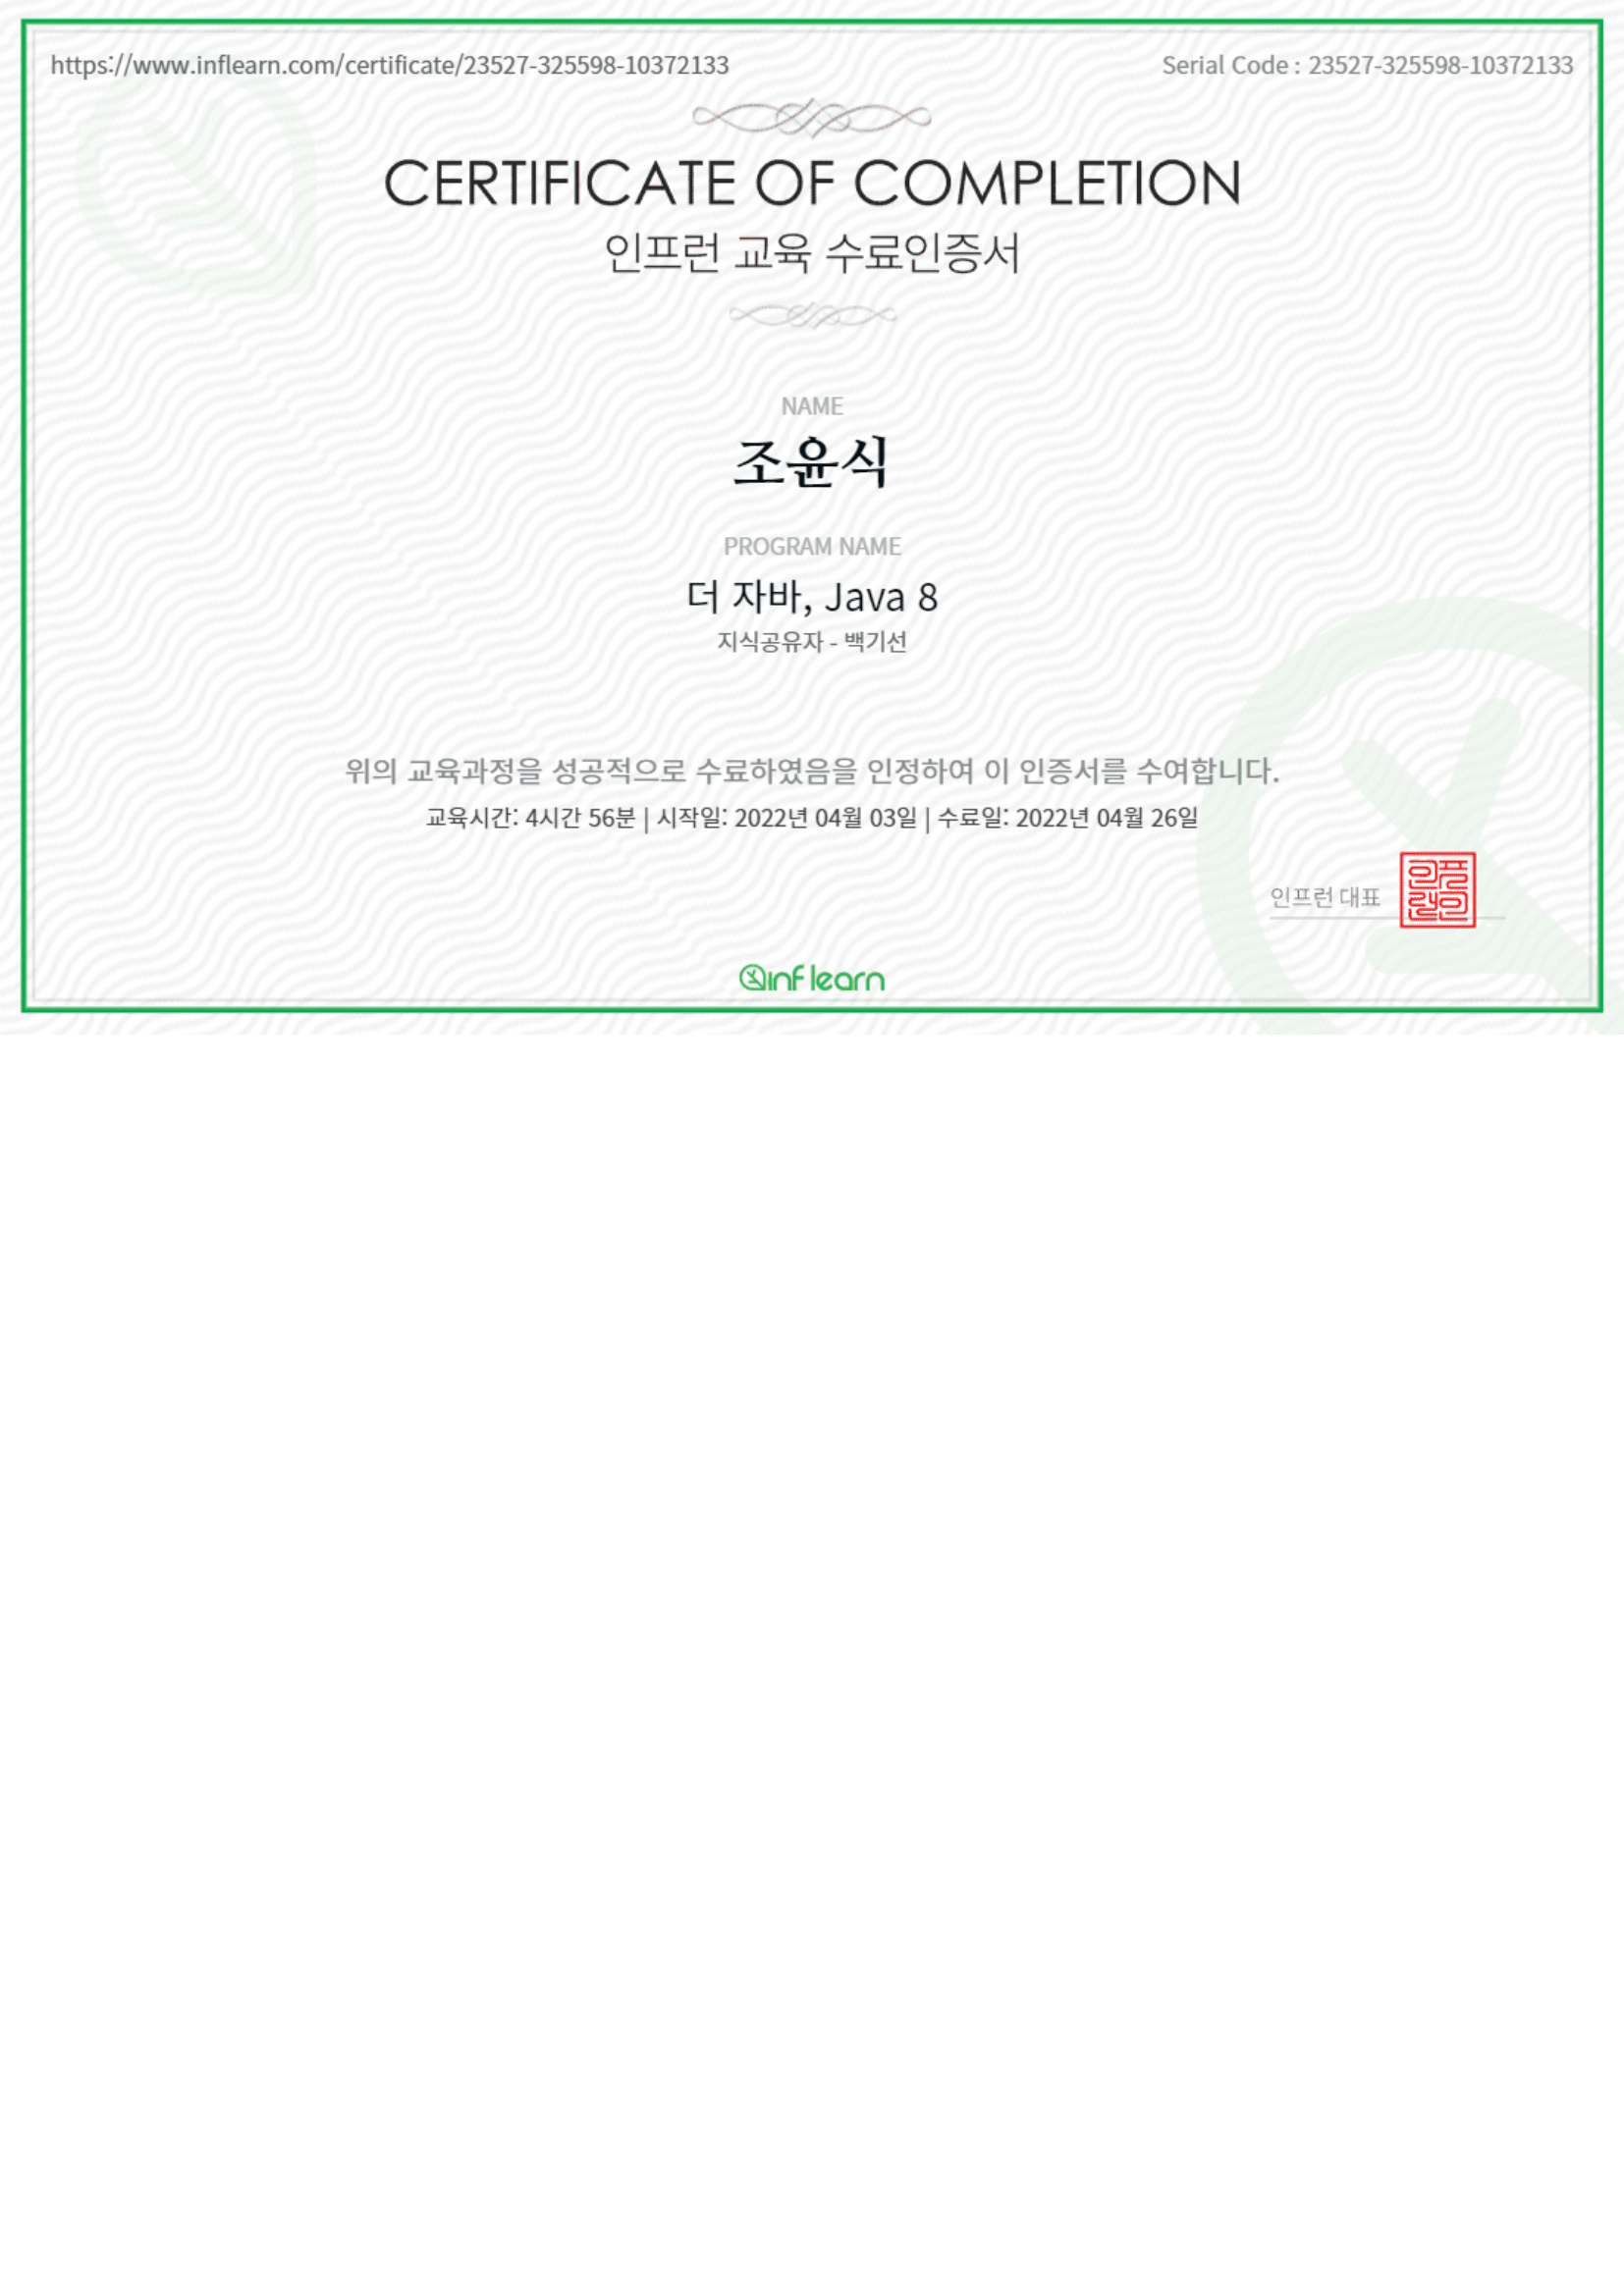 https://www.inflearn.com/certificate/23527-325598-10372133
Serial Code : 23527-325598-10372133
CERTIFICATE OF COMPLETION
인프런 교육 수료인증서
NAME
조윤식
PROGRAM NAME
더 자바, Java 8
지식공유자 - 백기선
위의 교육과정을 성공적으로 수료하였음을 인정하여 이 인증서를 수여합니다.
교육시간: 4시간 56분 | 시작일: 2022년 04월 03일 | 수료일: 2022년 04월 26일
인프런 대표
inflearn